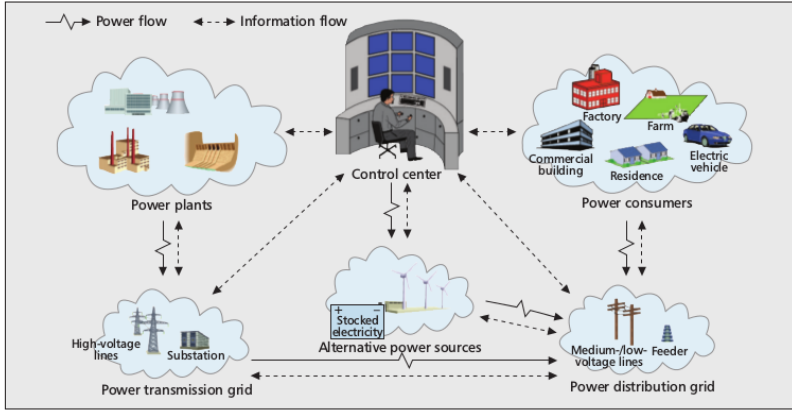 Power flow
Information flow
Factory
Farm
Commercial
building
Residence
Electric
vehicle
Control center
Power plants
Power consumers
+ −
Stocked
electricity
High-voltage
lines
Substation
Alternative power sources
Medium-/low-
voltage lines
Feeder
Power transmission grid
Power distribution grid